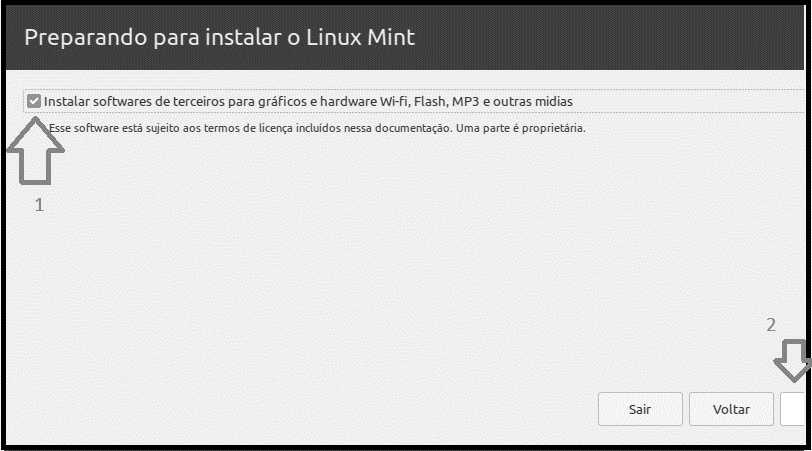 Preparando para instalar o Linux Mint
Instalar softwares de terceiros para gráficos e hardware Wi-fi, Flash, MP3 e outras midias
Esse software está sujeito aos termos de licença incluídos nessa documentação. Uma parte é proprietária.
1
2
Sair Voltar